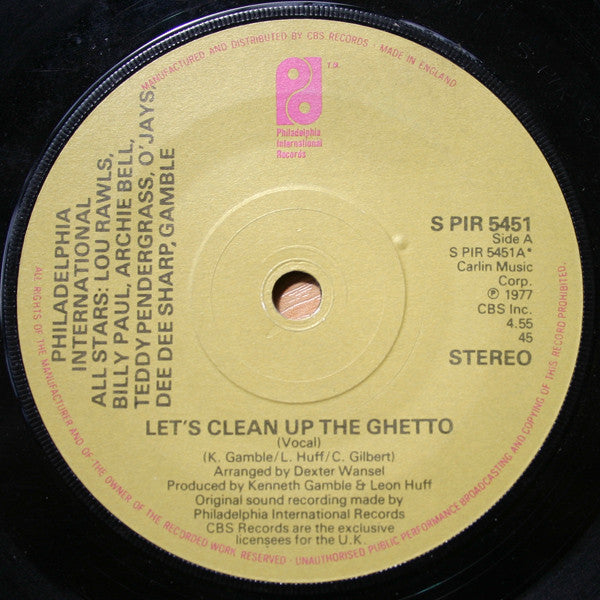 MANUFACTURED AND DISTRIBUTED BY CBS RECORDS · MADE IN ENGLAND
T.M.
Philadelphia
International
Records
PHILADELPHIA
INTERNATIONAL
ALL STARS: LOU RAWLS,
BILLY PAUL, ARCHIE BELL,
TEDDY PENDERGRASS, O'JAYS,
DEE DEE SHARP, GAMBLE
S PIR 5451
Side A
S PIR 5451A*
Carlin Music
Corp.
℗ 1977
CBS Inc.
4.55
45
STEREO
LET'S CLEAN UP THE GHETTO
(Vocal)
(K. Gamble/L. Huff/C. Gilbert)
Arranged by Dexter Wansel
Produced by Kenneth Gamble & Leon Huff
Original sound recording made by
Philadelphia International Records
CBS Records are the exclusive
licensees for the U.K.
ALL RIGHTS OF THE MANUFACTURER AND OF THE OWNER OF THE RECORDED WORK RESERVED · UNAUTHORISED PUBLIC PERFORMANCE BROADCASTING AND COPYING OF THIS RECORD PROHIBITED.